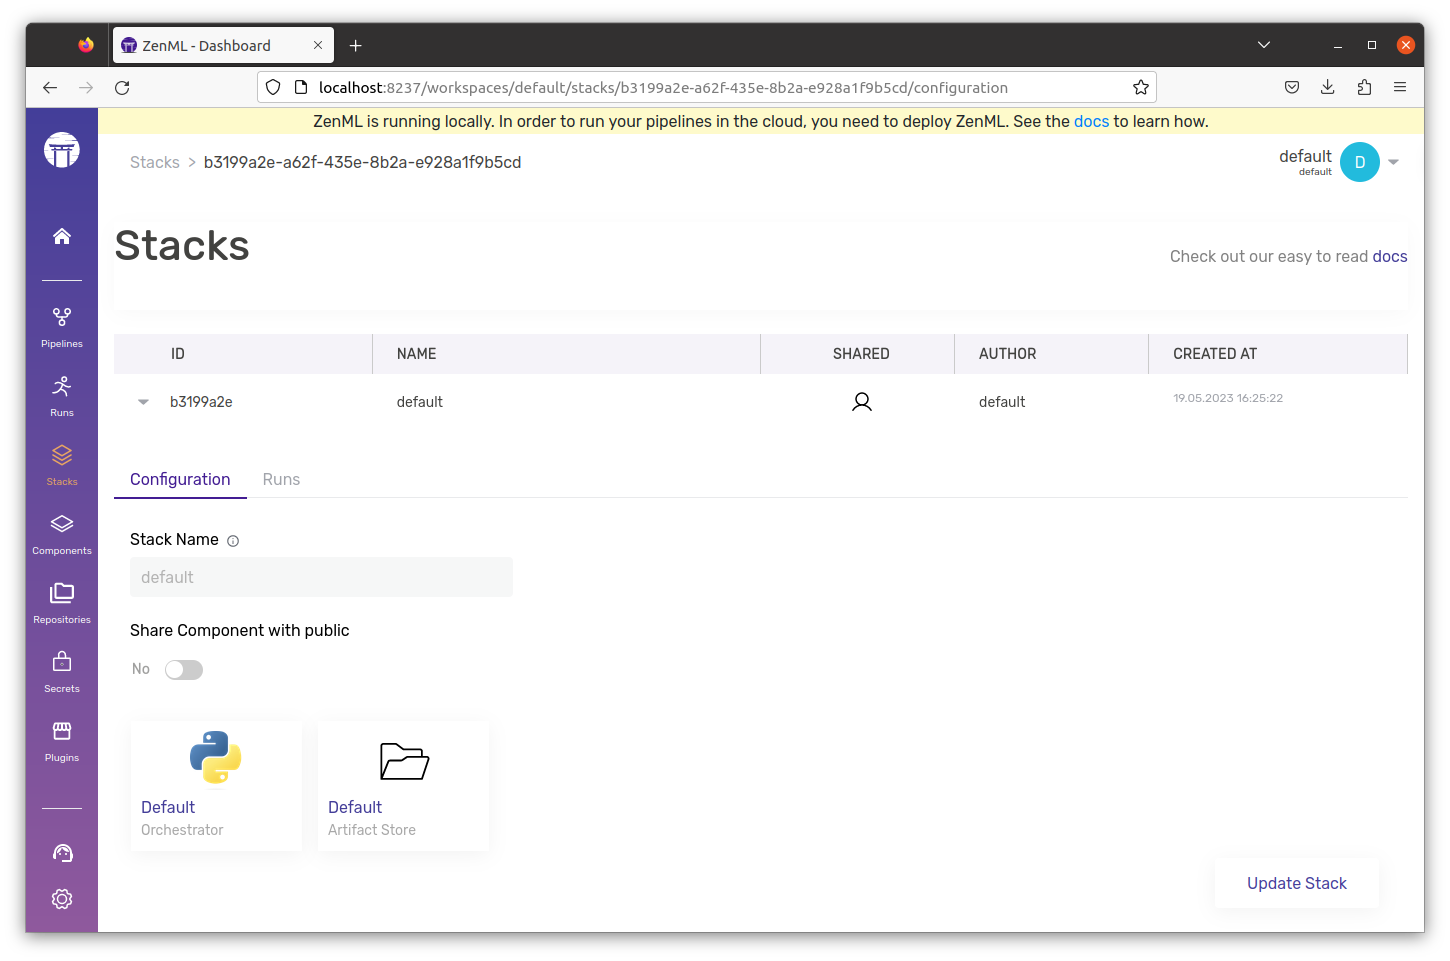 ZenML - Dashboard
localhost:8237/workspaces/default/stacks/b3199a2e-a62f-435e-8b2a-e928a1f9b5cd/configuration
ZenML is running locally. In order to run your pipelines in the cloud, you need to deploy ZenML. See the docs to learn how.
Stacks > b3199a2e-a62f-435e-8b2a-e928a1f9b5cd
default
default
D
Stacks
Check out our easy to read docs
ID NAME SHARED AUTHOR CREATED AT
b3199a2e default default 19.05.2023 16:25:22
Configuration Runs
Stack Name
default
Share Component with public
No
Default
Orchestrator
Default
Artifact Store
Update Stack
Pipelines
Runs
Stacks
Components
Repositories
Secrets
Plugins